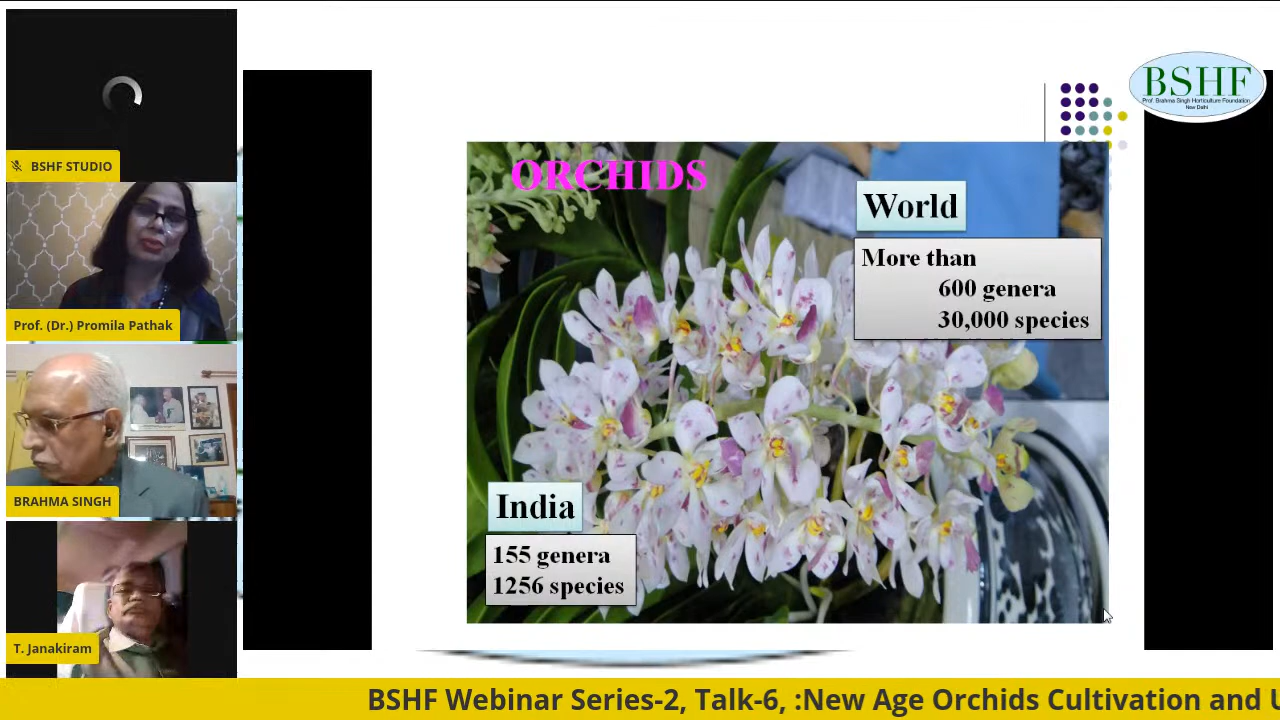 BSHF
Prof. Brahma Singh Horticulture Foundation
New Delhi
BSHF STUDIO
Prof. (Dr.) Promila Pathak
BRAHMA SINGH
T. Janakiram
ORCHIDS
World
More than
600 genera
30,000 species
India
155 genera
1256 species
BSHF Webinar Series-2, Talk-6, :New Age Orchids Cultivation and U